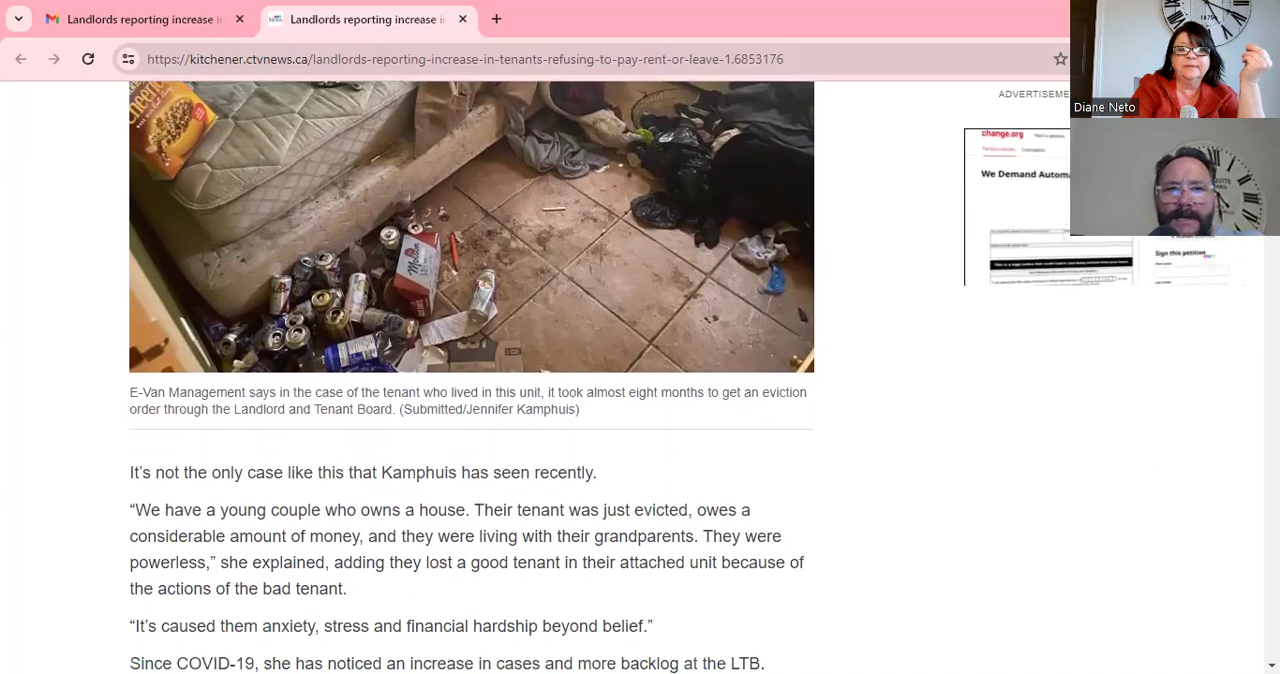 Landlords reporting increase i
Landlords reporting increase i
https://kitchener.ctvnews.ca/landlords-reporting-increase-in-tenants-refusing-to-pay-rent-or-leave-1.6853176
Diane Neto
ADVERTISEME
change.org
We Demand Automa
Sign this petition
Molson
E-Van Management says in the case of the tenant who lived in this unit, it took almost eight months to get an eviction
order through the Landlord and Tenant Board. (Submitted/Jennifer Kamphuis)
It's not the only case like this that Kamphuis has seen recently.
“We have a young couple who owns a house. Their tenant was just evicted, owes a
considerable amount of money, and they were living with their grandparents. They were
powerless,” she explained, adding they lost a good tenant in their attached unit because of
the actions of the bad tenant.
“It’s caused them anxiety, stress and financial hardship beyond belief.”
Since COVID-19, she has noticed an increase in cases and more backlog at the LTB.